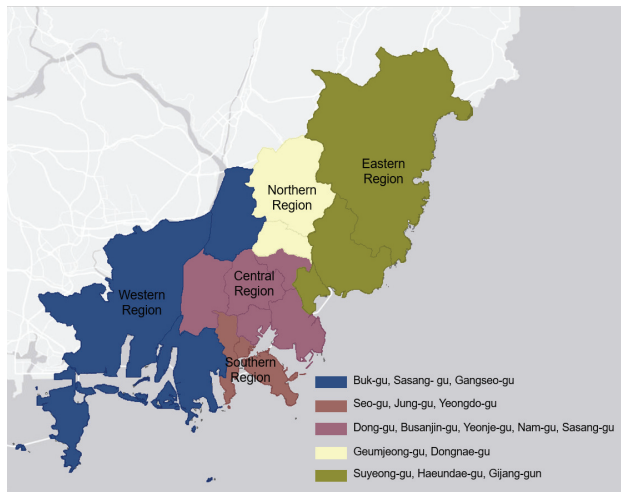 Eastern
Region
Northern
Region
Central
Region
Western
Region
Southern
Region
Buk-gu, Sasang- gu, Gangseo-gu
Seo-gu, Jung-gu, Yeongdo-gu
Dong-gu, Busanjin-gu, Yeonje-gu, Nam-gu, Sasang-gu
Geumjeong-gu, Dongnae-gu
Suyeong-gu, Haeundae-gu, Gijang-gun